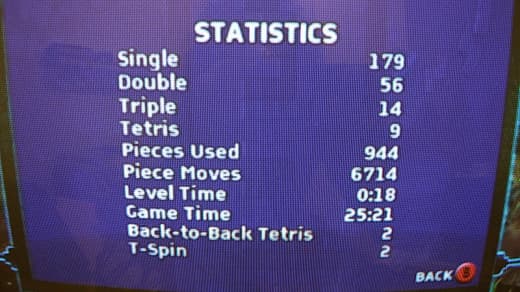 STATISTICS
Single 179
Double 56
Triple 14
Tetris 9
Pieces Used 944
Piece Moves 6714
Level Time 0:18
Game Time 25:21
Back-to-Back Tetris 2
T-Spin 2
BACK B